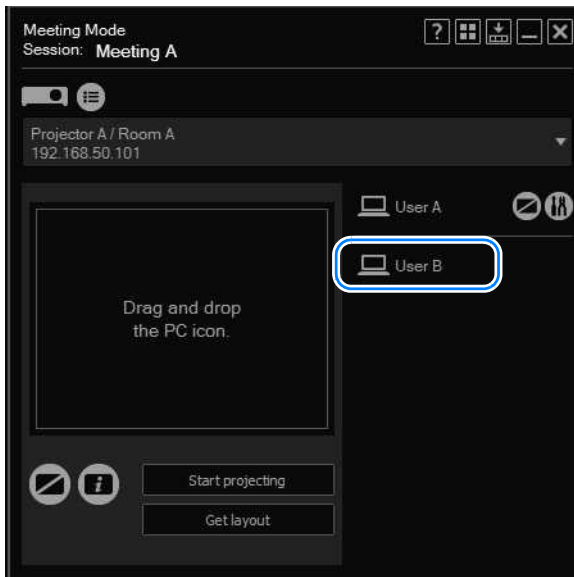 Meeting Mode
Session: Meeting A
Projector A / Room A
192.168.50.101
User A
User B
Drag and drop
the PC icon.
Start projecting
Get layout